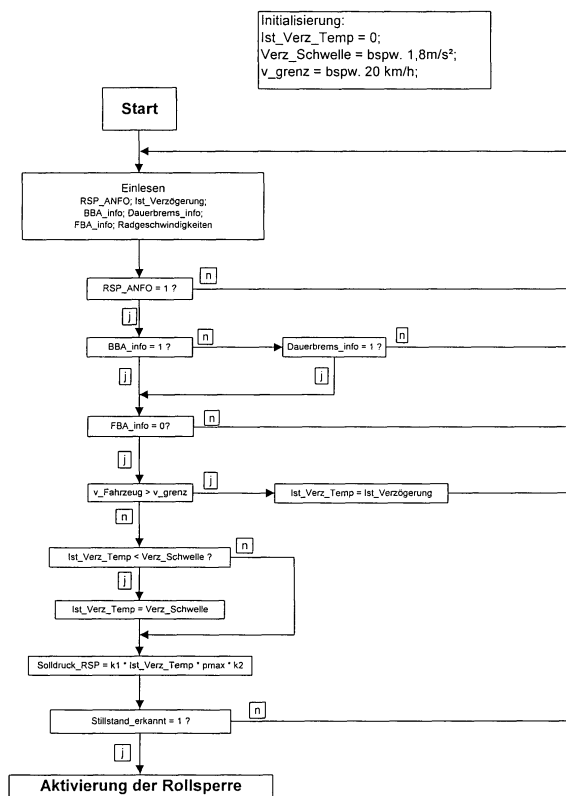 Initialisierung:
Ist_Verz_Temp = 0;
Verz_Schwelle = bspw. 1,8m/s²;
v_grenz = bspw. 20 km/h;
Start
Einlesen
RSP_ANFO; Ist_Verzögerung;
BBA_info; Dauerbrems_info;
FBA_info; Radgeschwindigkeiten
RSP_ANFO = 1 ?
n
j
BBA_info = 1 ?
n
Dauerbrems_info = 1 ?
n
j
j
FBA_info = 0?
n
j
v_Fahrzeug > v_grenz
j
Ist_Verz_Temp = Ist_Verzögerung
n
Ist_Verz_Temp < Verz_Schwelle ?
n
j
Ist_Verz_Temp = Verz_Schwelle
Solldruck_RSP = k1 * Ist_Verz_Temp * pmax * k2
Stillstand_erkannt = 1 ?
n
j
Aktivierung der Rollsperre